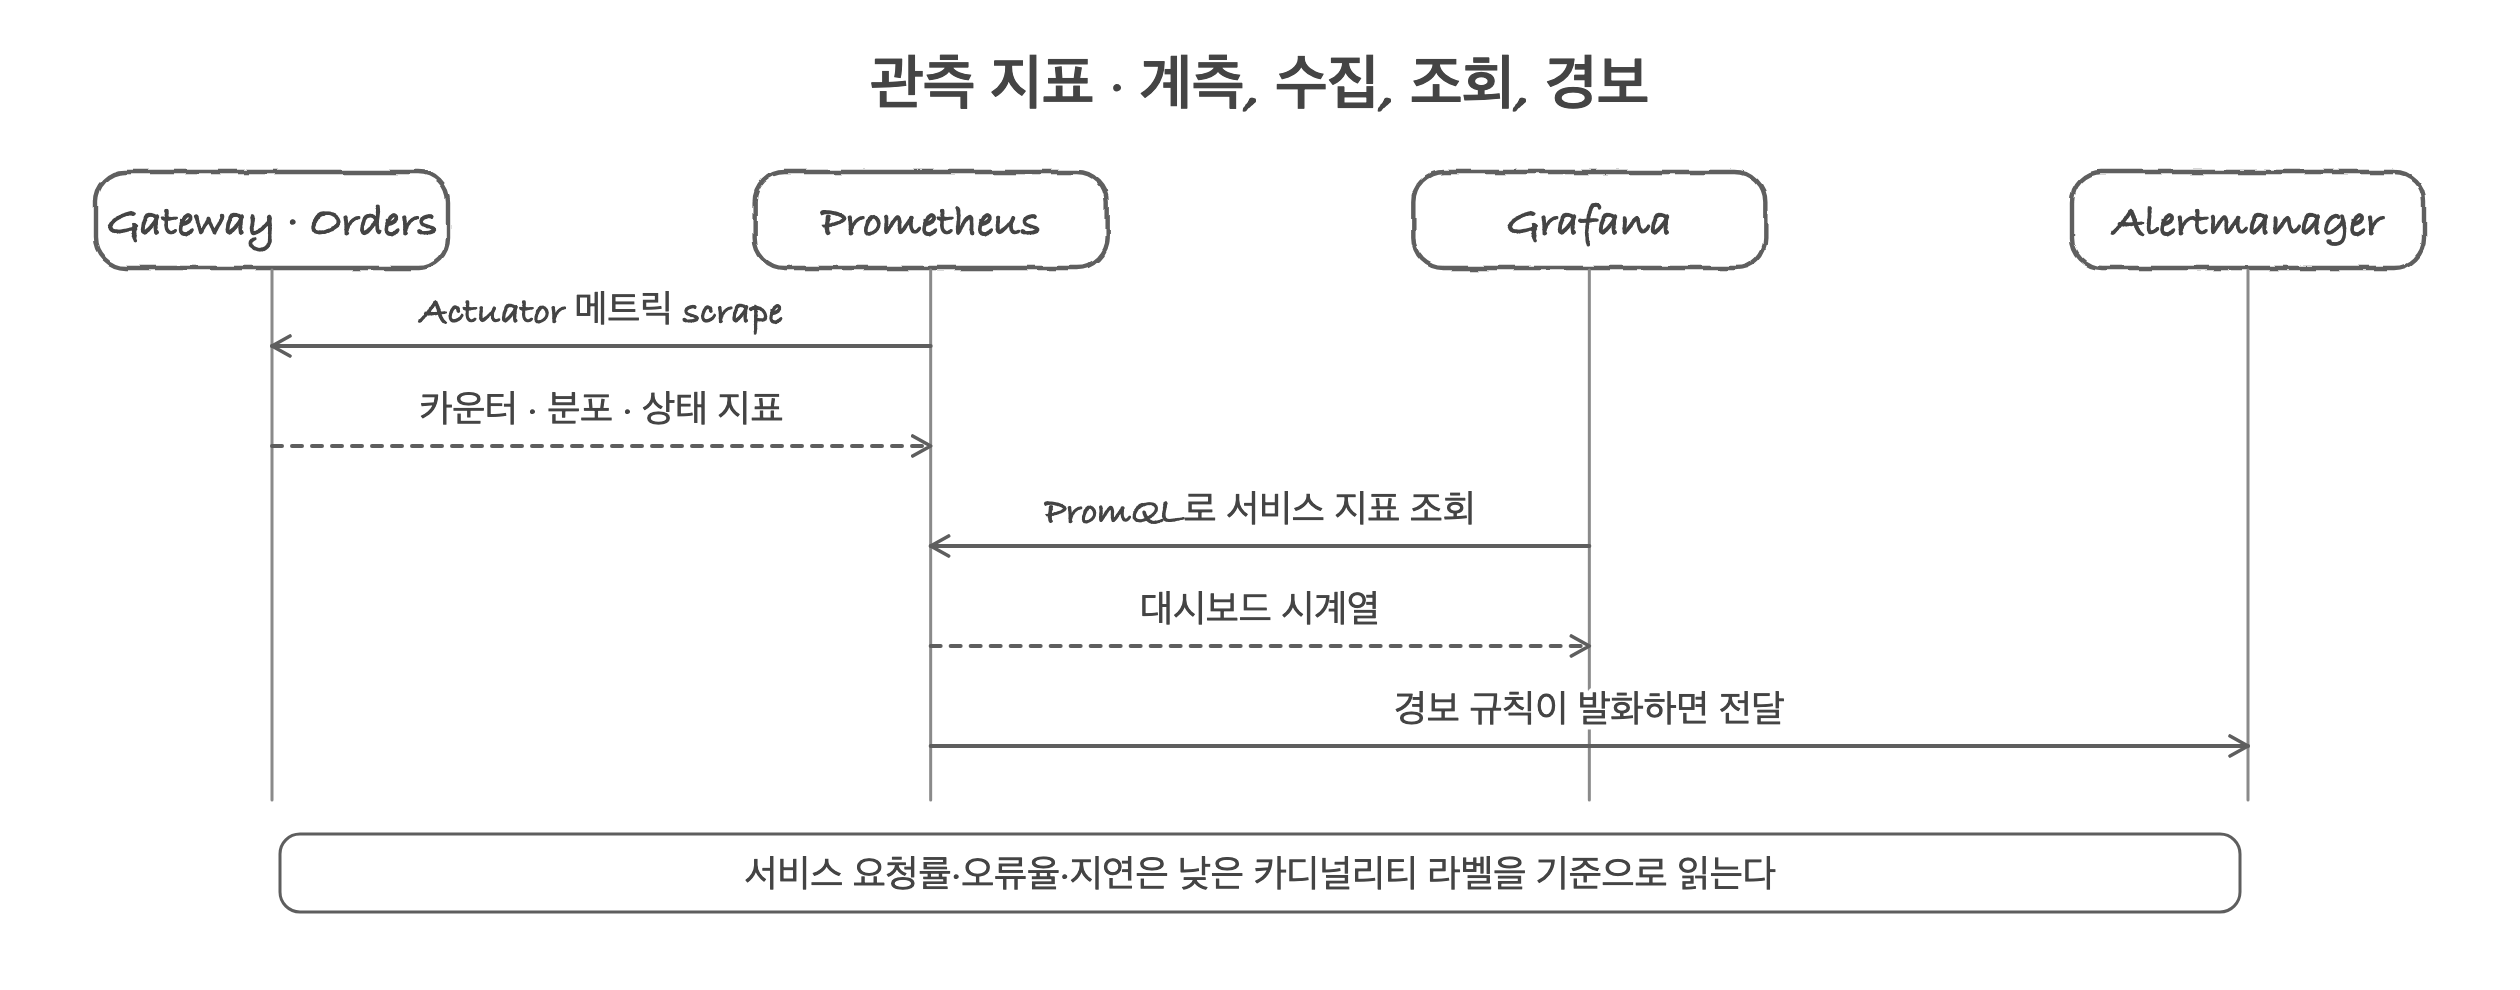 관측 지표 · 계측, 수집, 조회, 경보
Gateway · Orders
Prometheus
Grafana
Alertmanager
Actuator 메트릭 scrape
카운터 · 분포 · 상태 지표
PromQL로 서비스 지표 조회
대시보드 시계열
경보 규칙이 발화하면 전달
서비스 요청률·오류율·지연은 낮은 카디널리티 라벨을 기준으로 읽는다